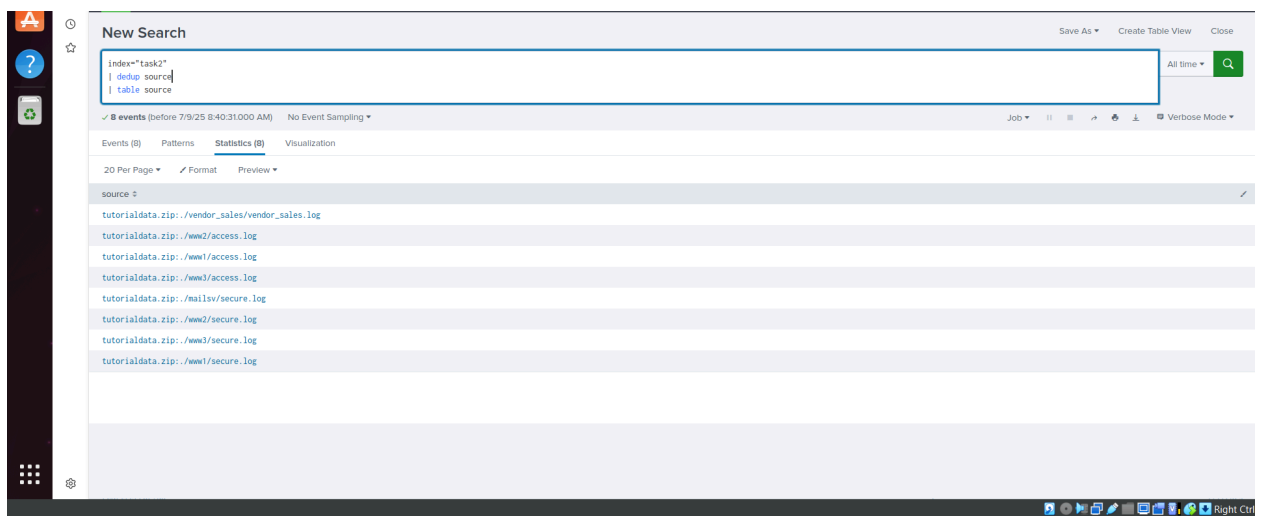 New Search
Save As ▾ Create Table View Close
index="task2"
| dedup source
| table source
All time ▾
✓ 8 events (before 7/9/25 8:40:31.000 AM) No Event Sampling ▾
Job ▾ Verbose Mode ▾
Events (8) Patterns Statistics (8) Visualization
20 Per Page ▾ Format Preview ▾
source
tutorialdata.zip:./vendor_sales/vendor_sales.log
tutorialdata.zip:./www2/access.log
tutorialdata.zip:./www1/access.log
tutorialdata.zip:./www3/access.log
tutorialdata.zip:./mailsv/secure.log
tutorialdata.zip:./www2/secure.log
tutorialdata.zip:./www3/secure.log
tutorialdata.zip:./www1/secure.log
Right Ctrl